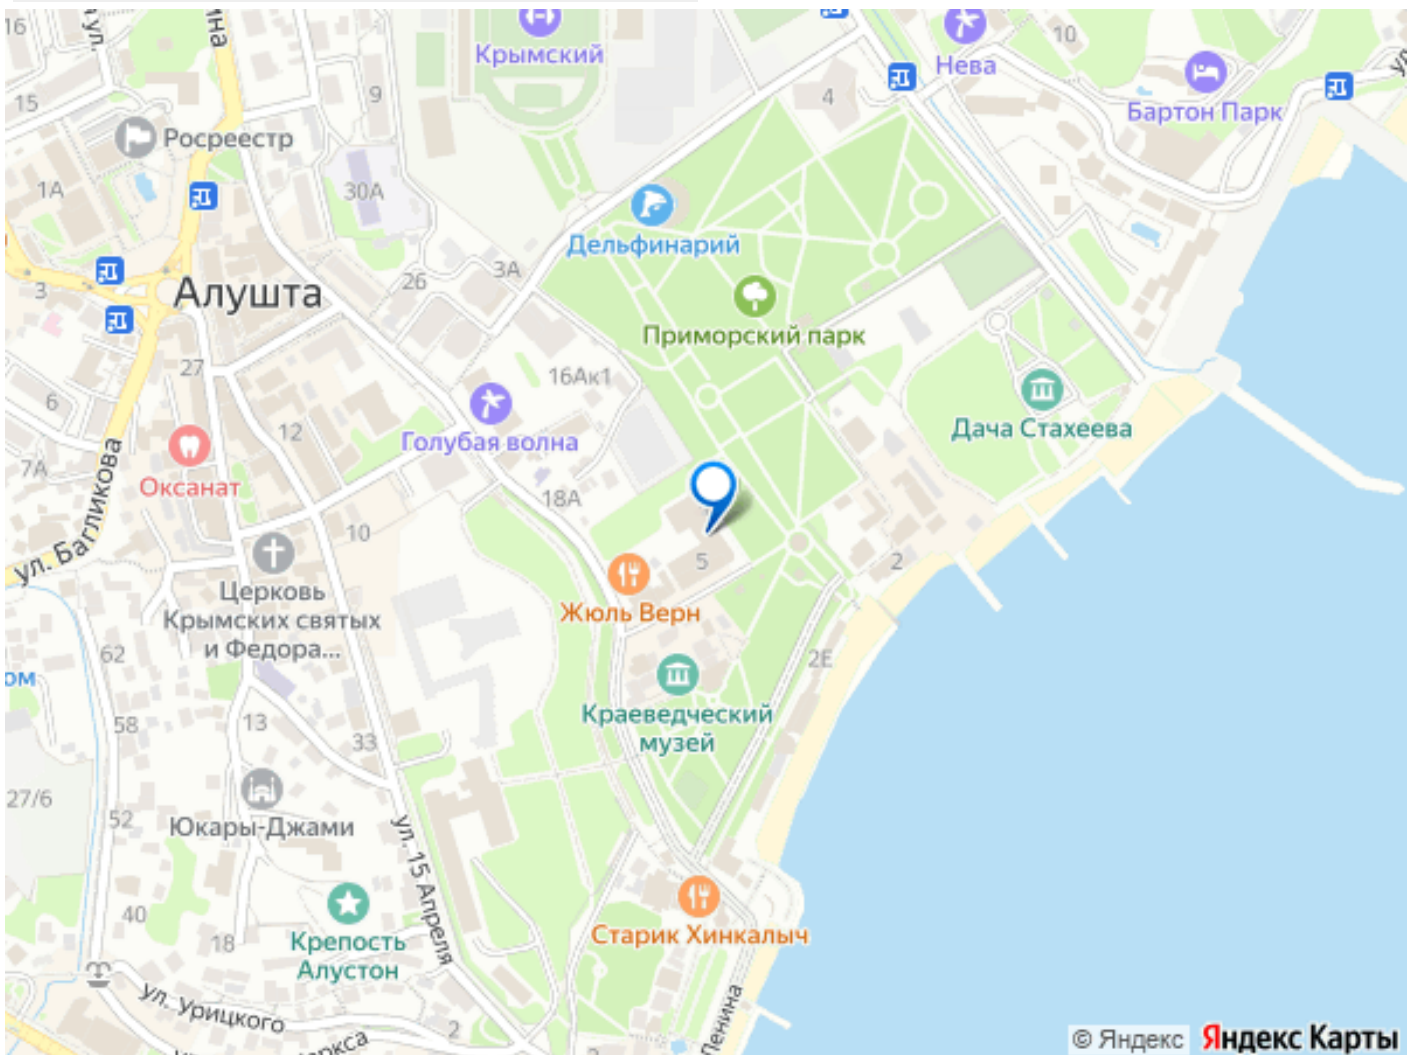 16
Крымский
Нева
10
Бартон Парк
15
9
4
Росреестр
1А
30А
Дельфинарий
3А
26
3
Алушта
Приморский парк
27
16Ак1
6
12
Голубая волна
Дача Стахеева
7А
Оксанат
18А
ул. Багликова
10
5
2
Церковь
Крымских святых
и Федора...
Жюль Верн
62
2Е
ом
Краеведческий
музей
58
13
33
27/6
52
Юкары-Джами
ул. 15 Апреля
40
18
Крепость
Алустон
Старик Хинкалыч
ул. Урицкого
2
Ленина
© Яндекс Яндекс Карты